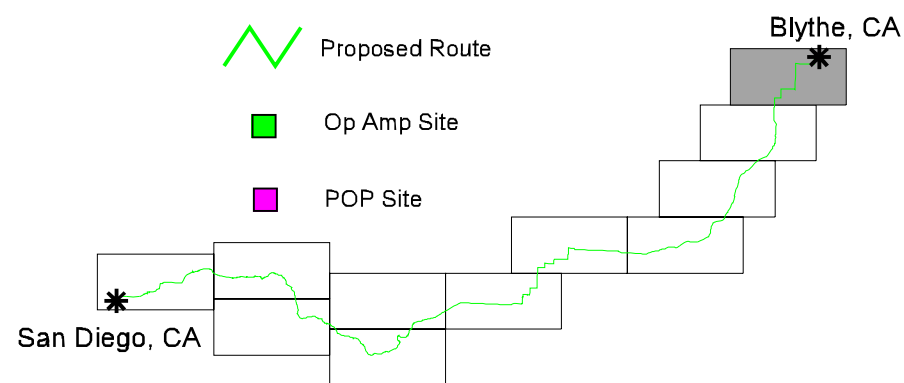 Blythe, CA
Proposed Route
Op Amp Site
POP Site
San Diego, CA